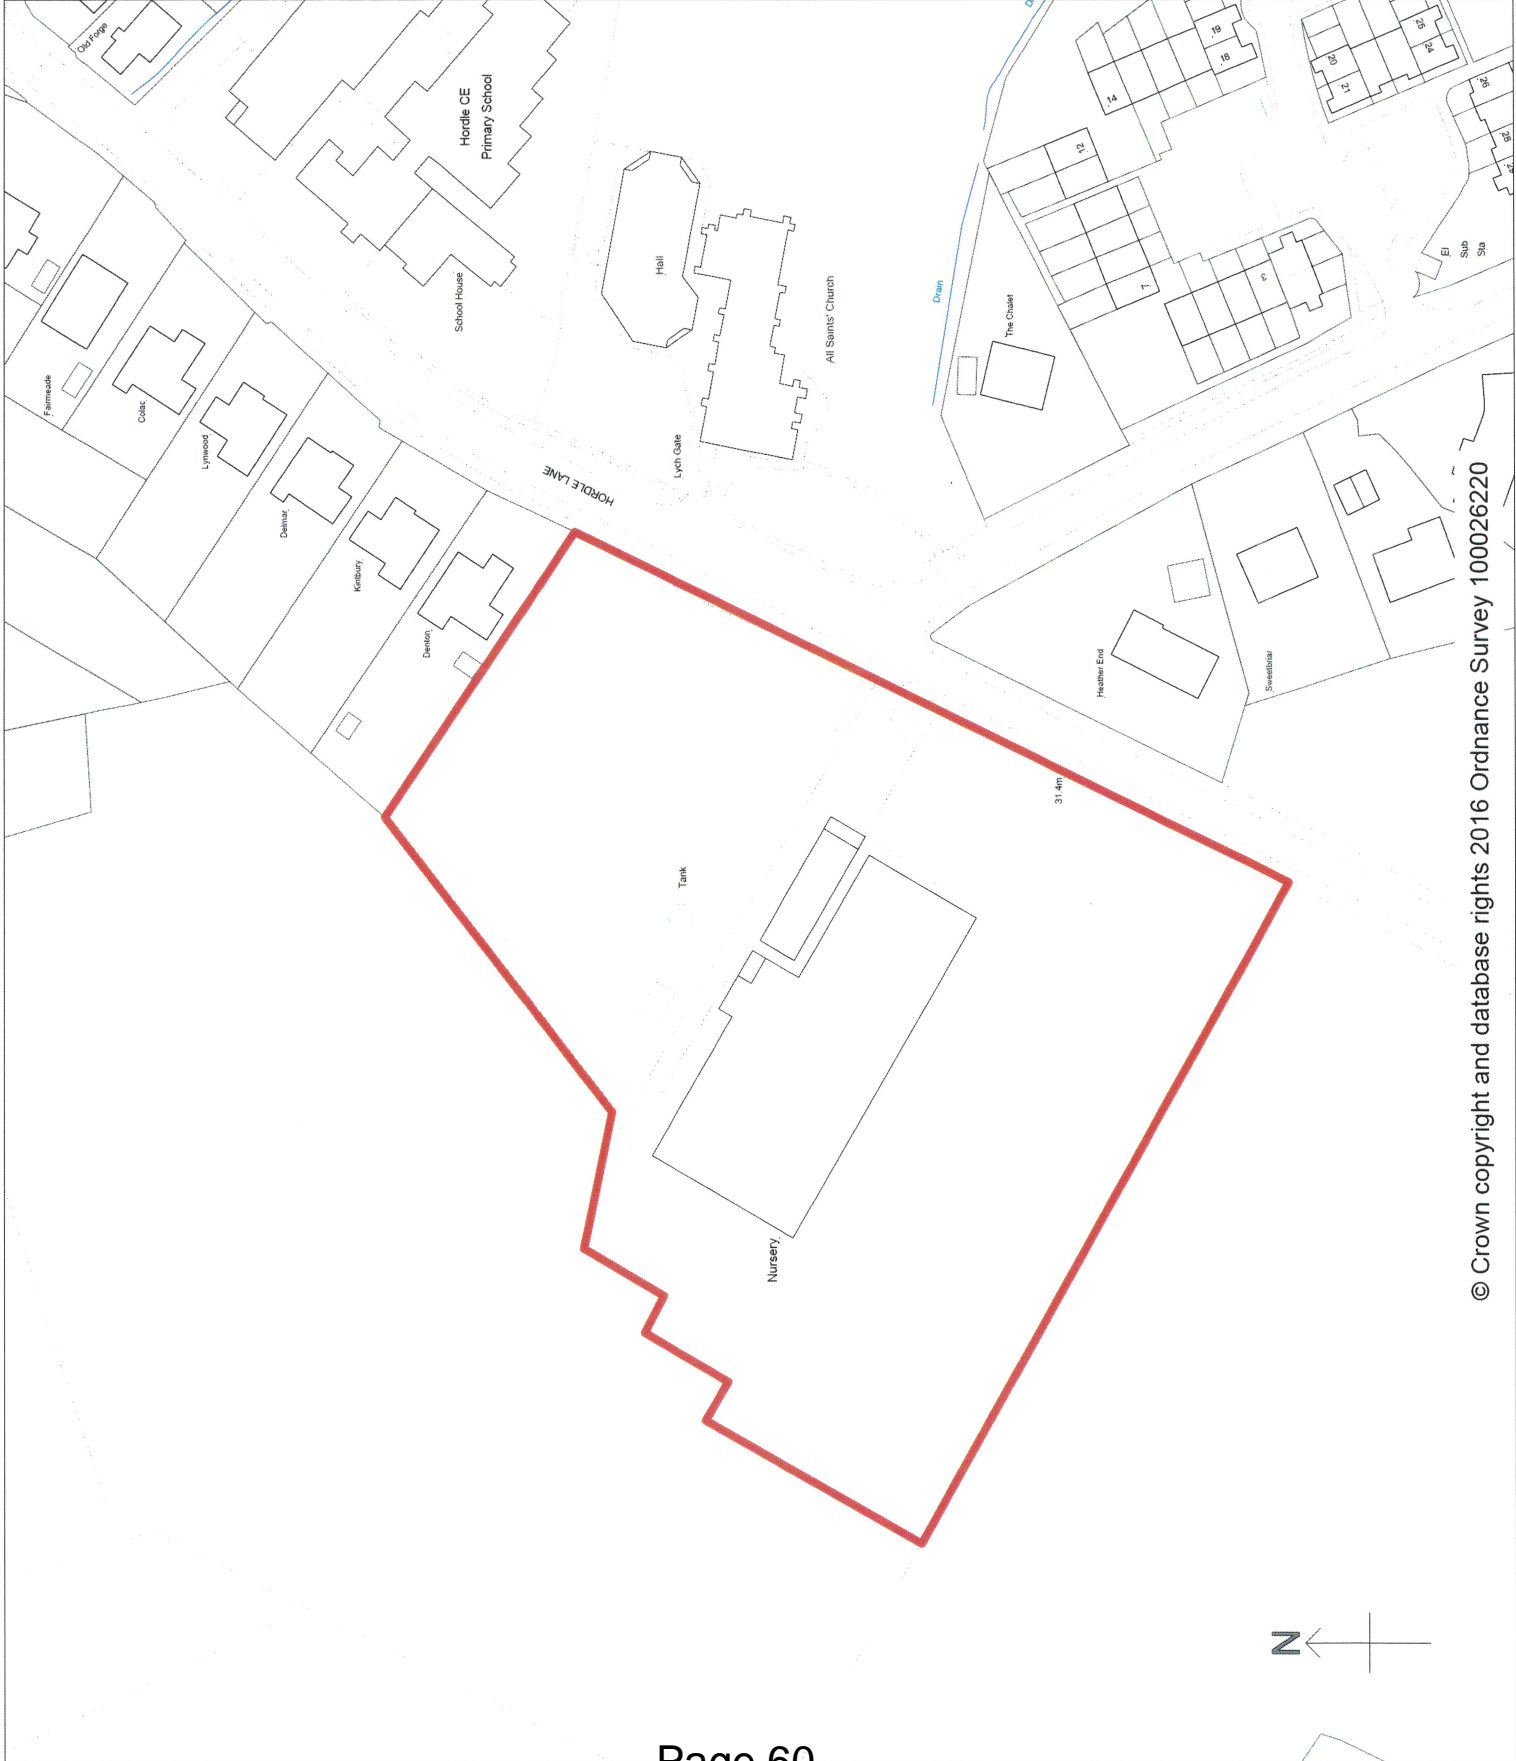 Old Forge
Hordle CE
Primary School
School House
Hall
All Saints' Church
Lych Gate
HORDLE LANE
Drain
The Chalet
14
12
7
3
19
18
20
21
25
24
26
28
El
Sub
Sta
Fairmeade
Colac
Lynwood
Delmar
Kintbury
Denton
Heather End
Sweetbriar
31.4m
Tank
Nursery
N
© Crown copyright and database rights 2016 Ordnance Survey 100026220
Page 60